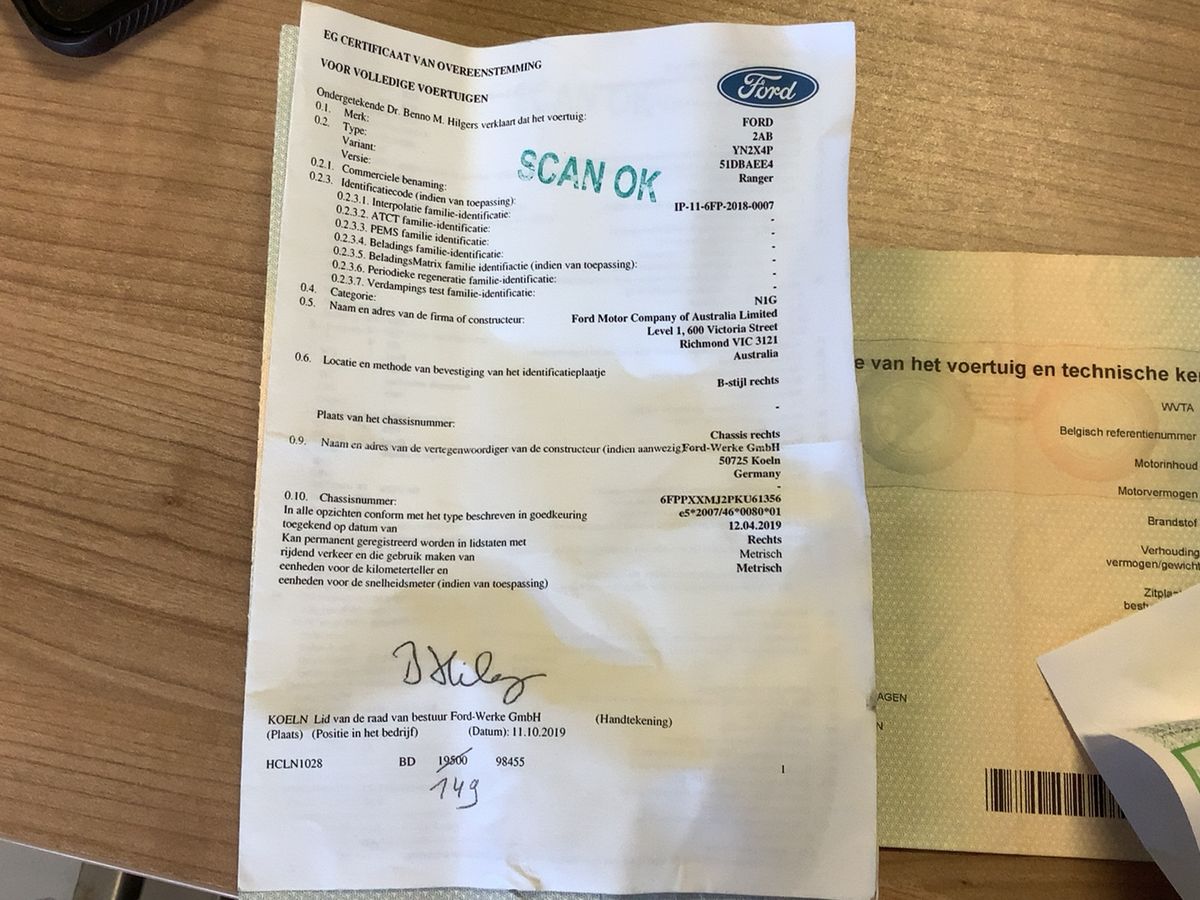 EG CERTIFICAAT VAN OVEREENSTEMMING
VOOR VOLLEDIGE VOERTUIGEN
Ford
Ondergetekende Dr. Benno M. Hilgers verklaart dat het voertuig:
0.1. Merk: FORD
0.2. Type: 2AB
Variant: YN2X4P
Versie: 51DBAEE4
0.2.1. Commerciele benaming: Ranger
SCAN OK
0.2.3. Identificatiecode (indien van toepassing):
0.2.3.1. Interpolatie familie-identificatie: IP-11-6FP-2018-0007
0.2.3.2. ATCT familie-identificatie: -
0.2.3.3. PEMS familie identificatie: -
0.2.3.4. Beladings familie-identificatie: -
0.2.3.5. BeladingsMatrix familie identifiactie (indien van toepassing): -
0.2.3.6. Periodieke regeneratie familie-identificatie: -
0.2.3.7. Verdampings test familie-identificatie: -
0.4. Categorie: N1G
0.5. Naam en adres van de firma of constructeur: Ford Motor Company of Australia Limited
Level 1, 600 Victoria Street
Richmond VIC 3121
Australia
0.6. Locatie en methode van bevestiging van het identificatieplaatje
B-stijl rechts
-
Plaats van het chassisnummer:
Chassis rechts
0.9. Naam en adres van de vertegenwoordiger van de constructeur (indien aanwezig Ford-Werke GmbH
50725 Koeln
Germany
-
0.10. Chassisnummer: 6FPPXXMJ2PKU61356
In alle opzichten conform met het type beschreven in goedkeuring e5*2007/46*0080*01
toegekend op datum van 12.04.2019
Kan permanent geregistreerd worden in lidstaten met Rechts
rijdend verkeer en die gebruik maken van Metrisch
eenheden voor de kilometerteller en Metrisch
eenheden voor de snelheidsmeter (indien van toespassing)
B Hilgers
KOELN Lid van de raad van bestuur Ford-Werke GmbH (Handtekening)
(Plaats) (Positie in het bedrijf) (Datum): 11.10.2019
HCLN1028 BD 19500 98455 1
149
e van het voertuig en technische ke
WVTA
Belgisch referentienummer
Motorinhoud
Motorvermogen
Brandstof
Verhouding
vermogen/gewicht
AGEN
N